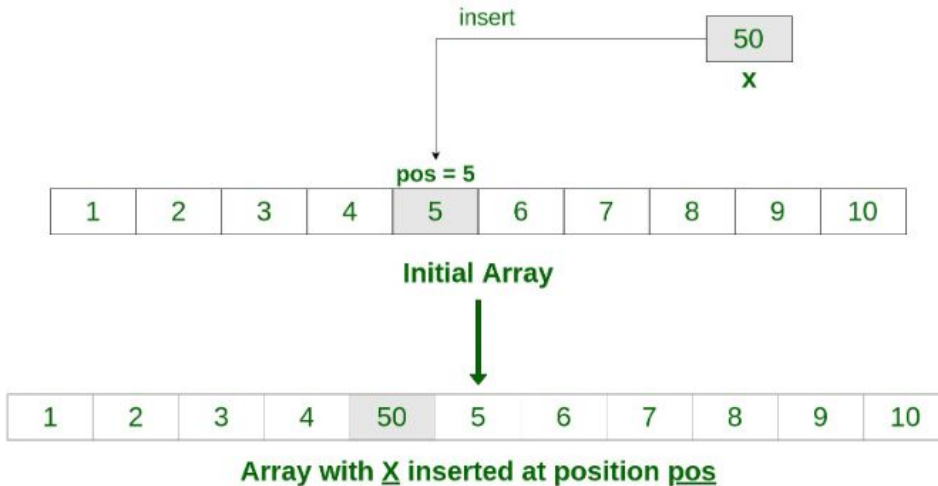 insert
50
x
pos = 5
1 2 3 4 5 6 7 8 9 10
Initial Array
1 2 3 4 50 5 6 7 8 9 10
Array with X inserted at position pos